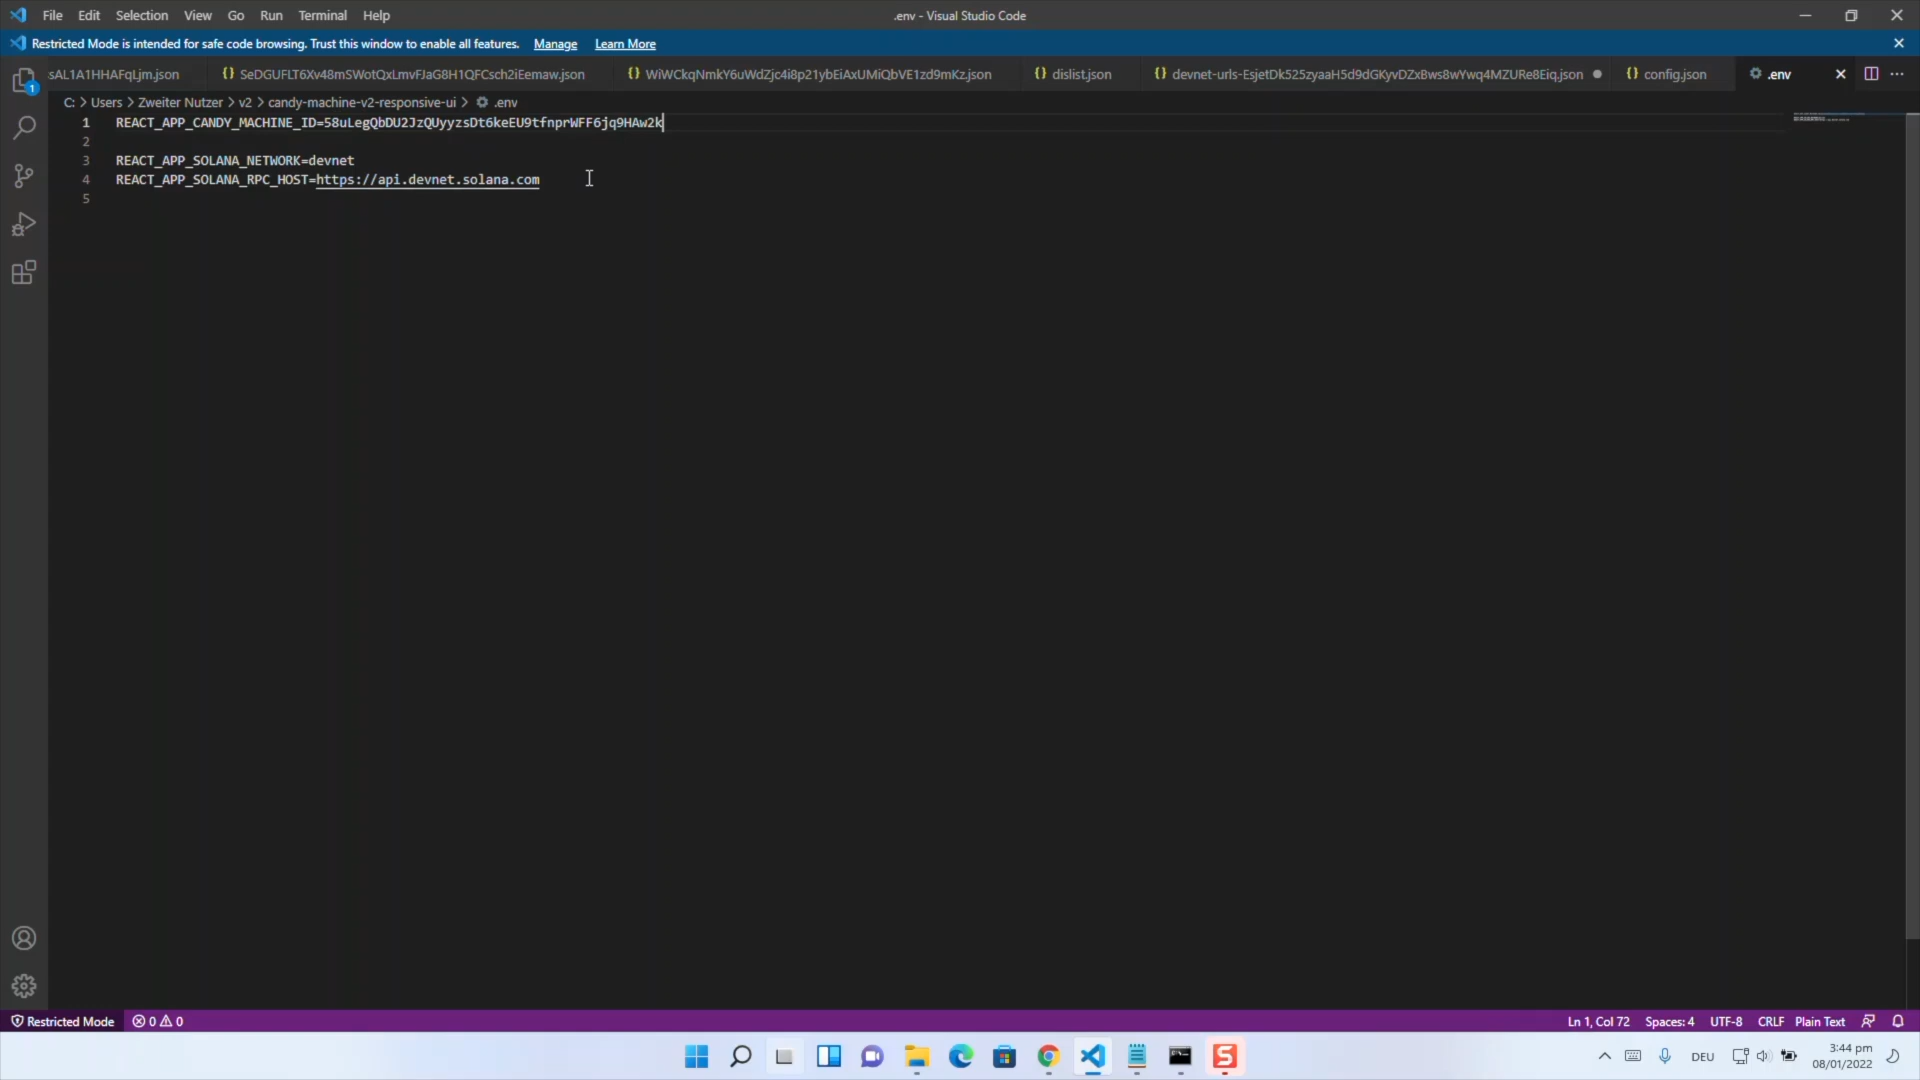 File Edit Selection View Go Run Terminal Help
.env - Visual Studio Code
Restricted Mode is intended for safe code browsing. Trust this window to enable all features. Manage Learn More
sAL1A1HHAFqLjm.json
{} SeDGUFLT6Xv48mSWotQxLmvFJaG8H1QFCsch2iEemaw.json
{} WiWCkqNmkY6uWdZjc4i8p21ybEiAxUMiQbVE1zd9mKz.json
{} dislist.json
{} devnet-urls-EsjetDk525zyaaH5d9dGKyvDZxBws8wYwq4MZURe8Eiq.json
{} config.json
.env
C: > Users > Zweiter Nutzer > v2 > candy-machine-v2-responsive-ui > .env
1 REACT_APP_CANDY_MACHINE_ID=58uLegQbDU2JzQUyyzsDt6keEU9tfnprWFF6jq9HAw2k
2
3 REACT_APP_SOLANA_NETWORK=devnet
4 REACT_APP_SOLANA_RPC_HOST=https://api.devnet.solana.com
5
1
Restricted Mode 0 0
Ln 1, Col 72 Spaces: 4 UTF-8 CRLF Plain Text
DEU
3:44 pm
08/01/2022